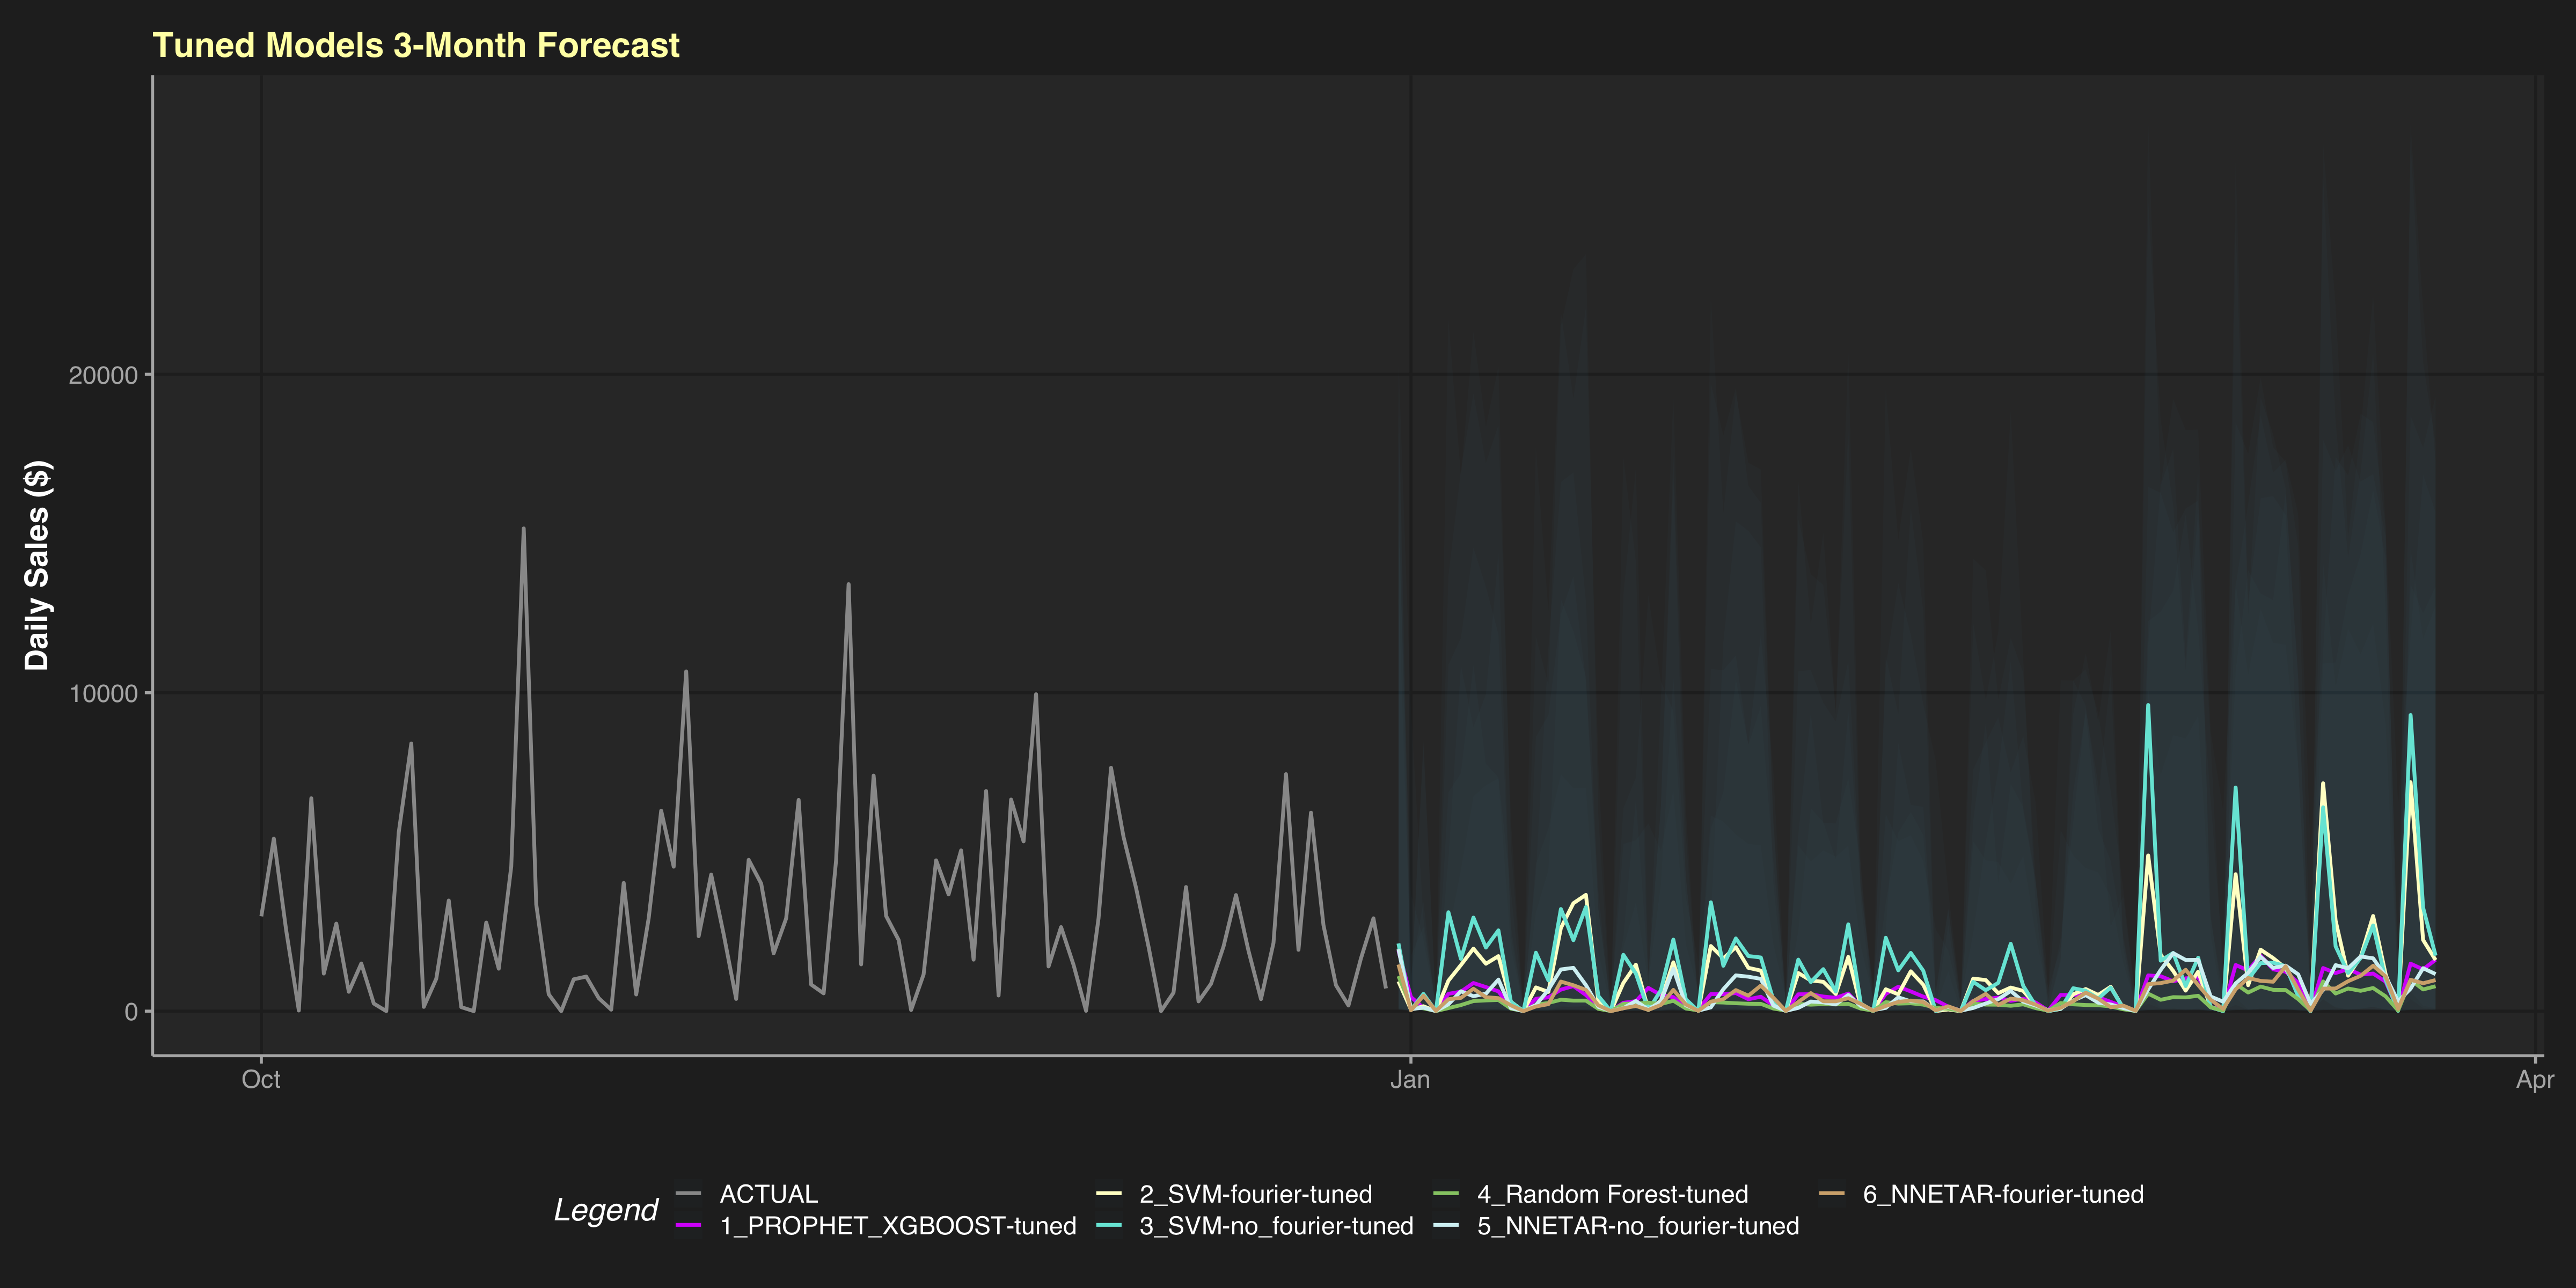 Tuned Models 3-Month Forecast
Daily Sales ($)
20000
10000
0
Oct
Jan
Apr
Legend
ACTUAL
1_PROPHET_XGBOOST-tuned
2_SVM-fourier-tuned
3_SVM-no_fourier-tuned
4_Random Forest-tuned
5_NNETAR-no_fourier-tuned
6_NNETAR-fourier-tuned